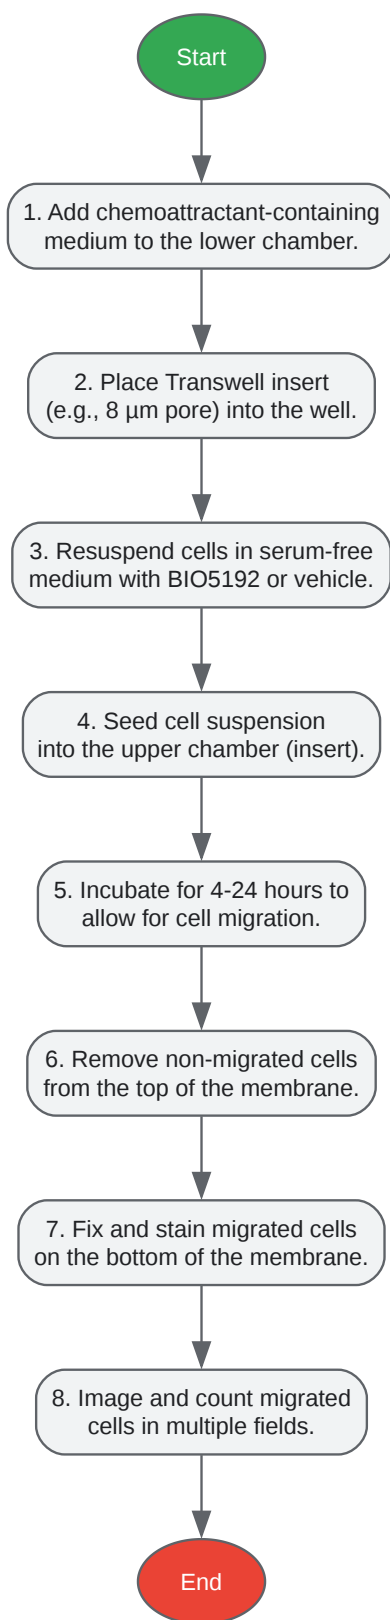 Start
1. Add chemoattractant-containing
medium to the lower chamber.
2. Place Transwell insert
(e.g., 8 µm pore) into the well.
3. Resuspend cells in serum-free
medium with BIO5192 or vehicle.
4. Seed cell suspension
into the upper chamber (insert).
5. Incubate for 4-24 hours to
allow for cell migration.
6. Remove non-migrated cells
from the top of the membrane.
7. Fix and stain migrated cells
on the bottom of the membrane.
8. Image and count migrated
cells in multiple fields.
End